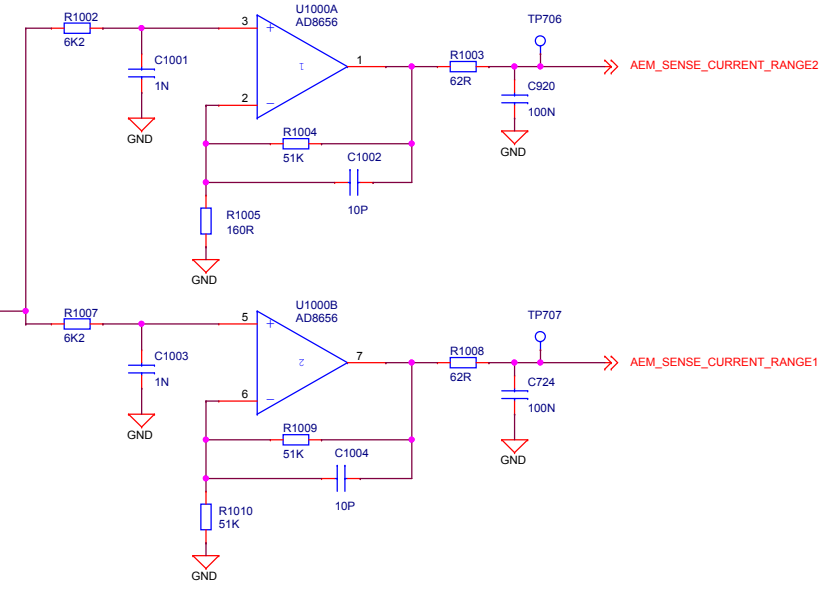 R1002
6K2
C1001
1N
GND
U1000A
AD8656
3
+
1
1
2
−
R1004
51K
C1002
10P
R1005
160R
GND
R1003
62R
TP706
C920
100N
GND
AEM_SENSE_CURRENT_RANGE2
R1007
6K2
C1003
1N
GND
U1000B
AD8656
5
+
2
7
6
−
R1009
51K
C1004
10P
R1010
51K
GND
R1008
62R
TP707
C724
100N
GND
AEM_SENSE_CURRENT_RANGE1